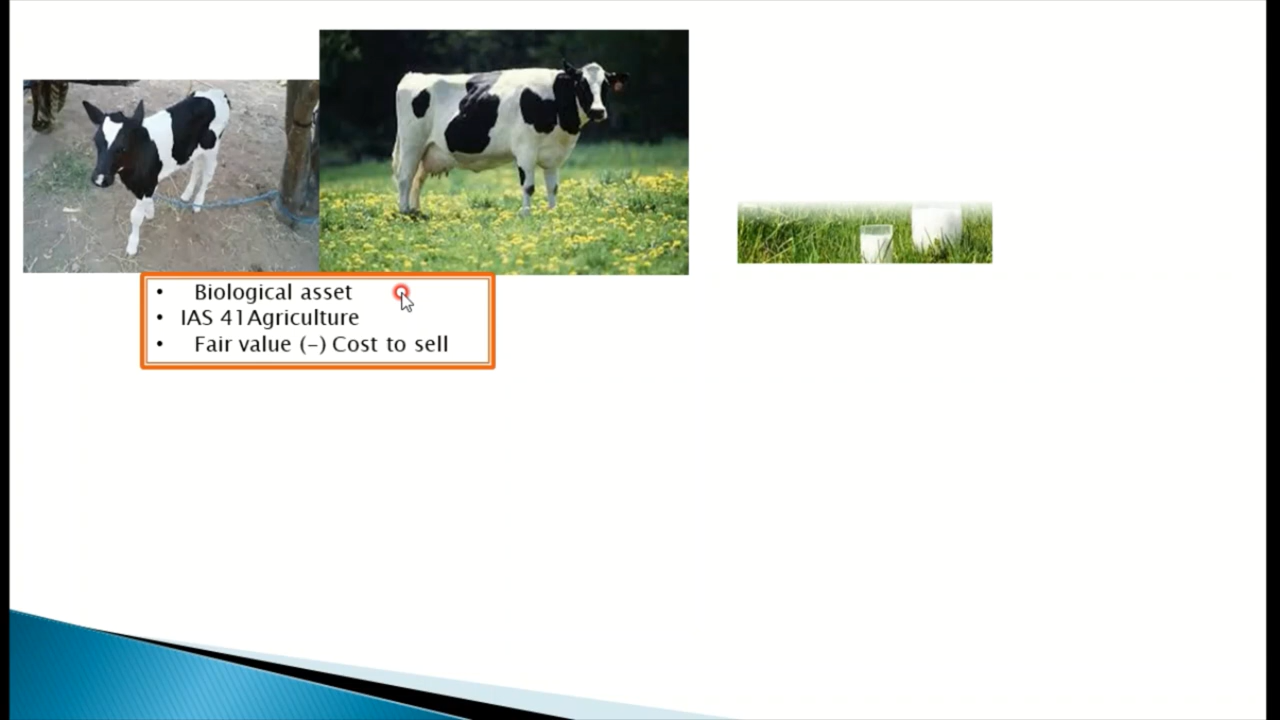 • Biological asset
• IAS 41Agriculture
• Fair value (-) Cost to sell